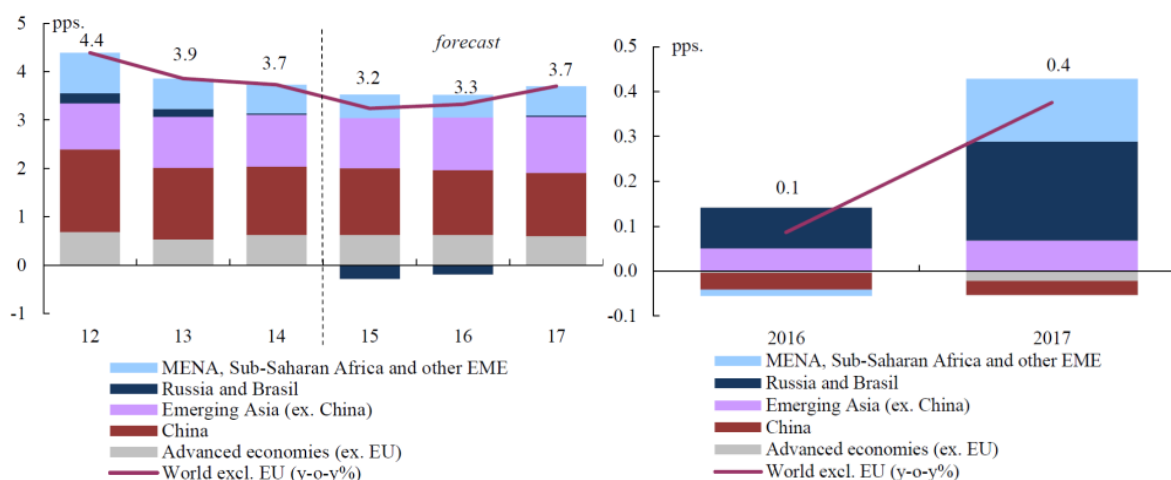 5
pps.
4.4
3.9
3.7
3.2
3.3
3.7
forecast
4
3
2
1
0
-1
12
13
14
15
16
17
MENA, Sub-Saharan Africa and other EME
Russia and Brasil
Emerging Asia (ex. China)
China
Advanced economies (ex. EU)
World excl. EU (y-o-y%)
0.5
pps.
0.4
0.1
0.4
0.3
0.2
0.1
0.0
-0.1
2016
2017
MENA, Sub-Saharan Africa and other EME
Russia and Brasil
Emerging Asia (ex. China)
China
Advanced economies (ex. EU)
World excl. EU (y-o-y%)